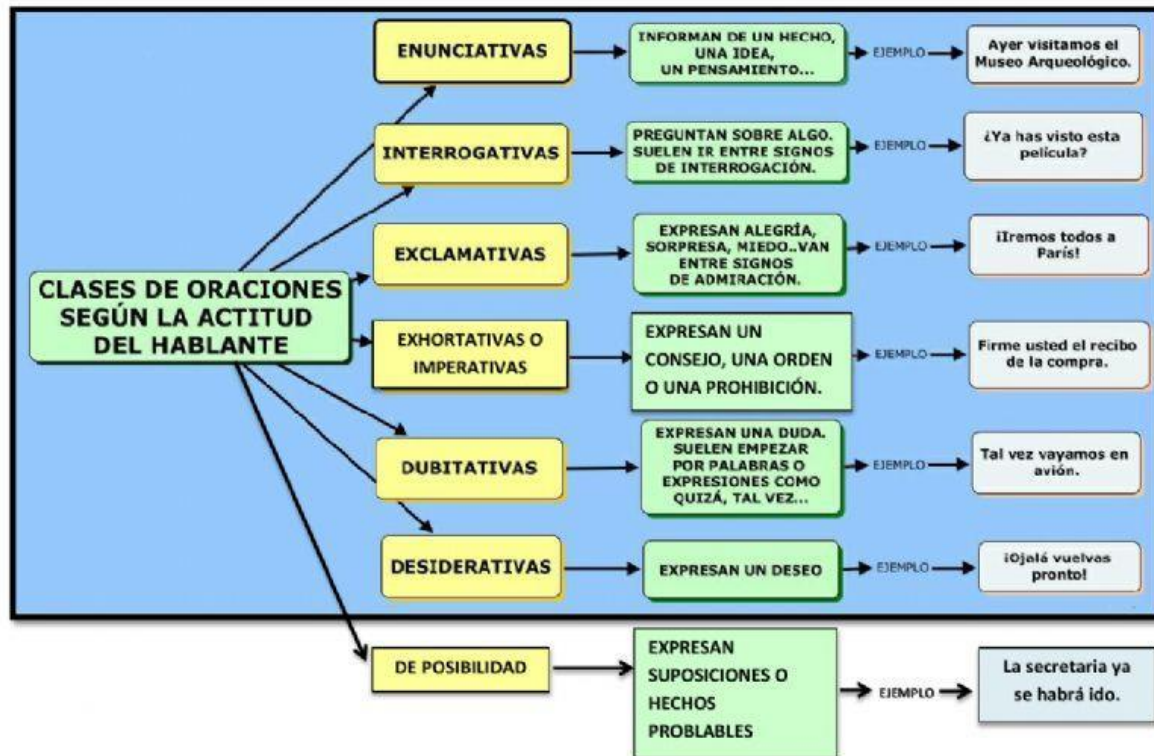 ENUNCIATIVAS
INFORMAN DE UN HECHO,
UNA IDEA,
UN PENSAMIENTO...
EJEMPLO
Ayer visitamos el
Museo Arqueológico.
INTERROGATIVAS
PREGUNTAN SOBRE ALGO.
SUELEN IR ENTRE SIGNOS
DE INTERROGACIÓN.
EJEMPLO
¿Ya has visto esta
película?
EXCLAMATIVAS
EXPRESAN ALEGRÍA,
SORPRESA, MIEDO..VAN
ENTRE SIGNOS
DE ADMIRACIÓN.
EJEMPLO
¡Iremos todos a
París!
CLASES DE ORACIONES
SEGÚN LA ACTITUD
DEL HABLANTE
EXHORTATIVAS O
IMPERATIVAS
EXPRESAN UN
CONSEJO, UNA ORDEN
O UNA PROHIBICIÓN.
EJEMPLO
Firme usted el recibo
de la compra.
DUBITATIVAS
EXPRESAN UNA DUDA.
SUELEN EMPEZAR
POR PALABRAS O
EXPRESIONES COMO
QUIZÁ, TAL VEZ...
EJEMPLO
Tal vez vayamos en
avión.
DESIDERATIVAS
EXPRESAN UN DESEO
EJEMPLO
¡Ojalá vuelvas
pronto!
DE POSIBILIDAD
EXPRESAN
SUPOSICIONES O
HECHOS
PROBLABLES
EJEMPLO
La secretaria ya
se habrá ido.